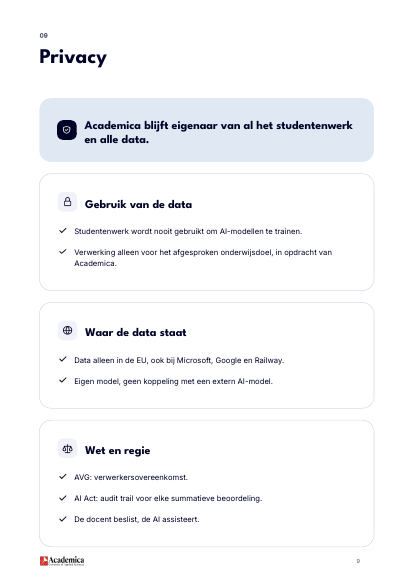 09
Privacy
Academica blijft eigenaar van al het studentenwerk
en alle data.
Gebruik van de data
Studentenwerk wordt nooit gebruikt om AI-modellen te trainen.
Verwerking alleen voor het afgesproken onderwijsdoel, in opdracht van
Academica.
Waar de data staat
Data alleen in de EU, ook bij Microsoft, Google en Railway.
Eigen model, geen koppeling met een extern AI-model.
Wet en regie
AVG: verwerkersovereenkomst.
AI Act: audit trail voor elke summatieve beoordeling.
De docent beslist, de AI assisteert.
Academica
9